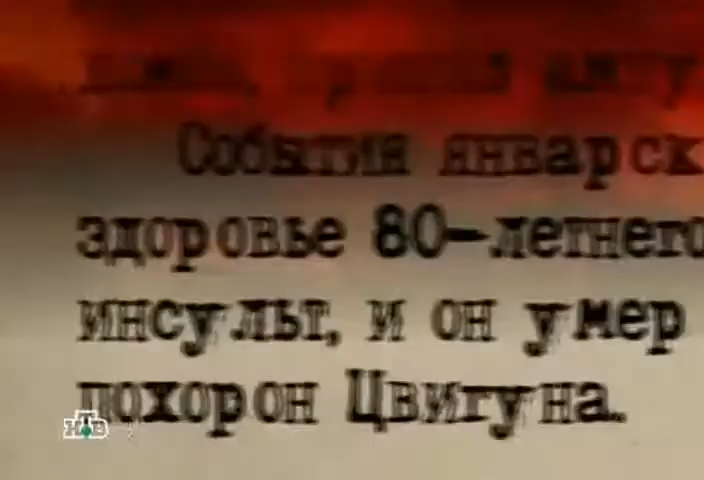 События январск
здоровье 80-летнего
инсульт, и он умер
похорон Цвигуна.
НТВ